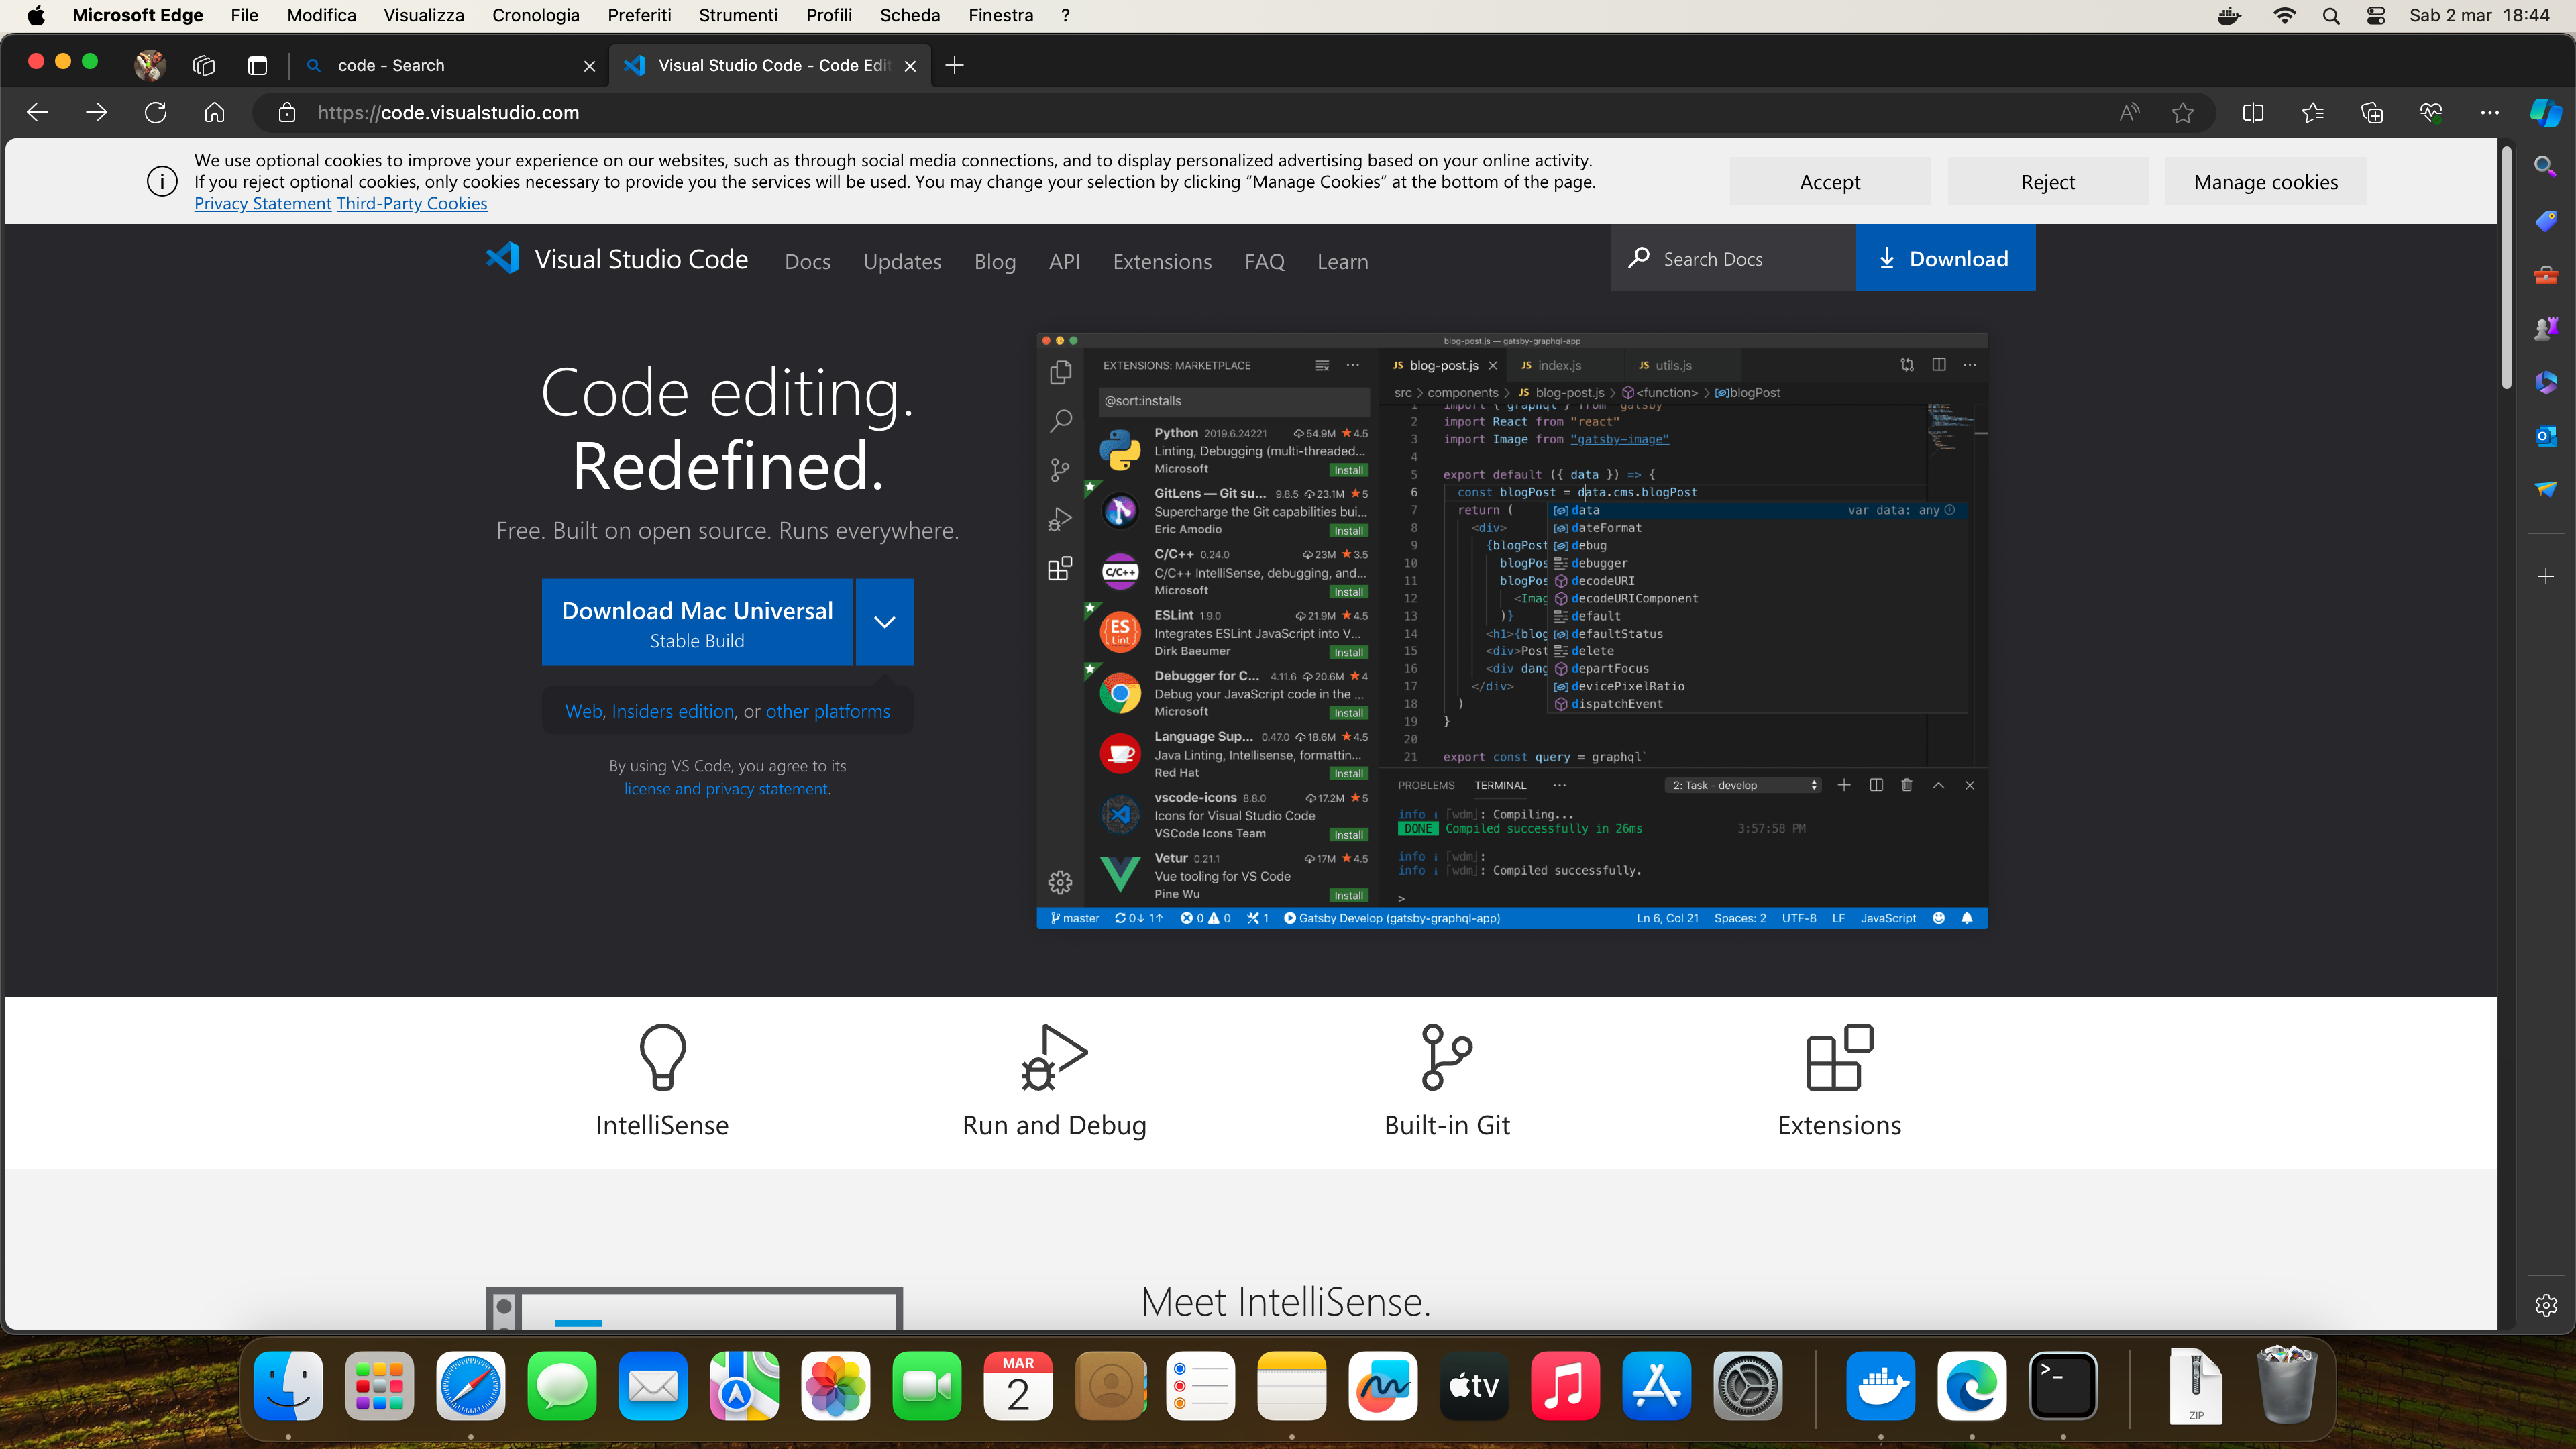 Microsoft Edge File Modifica Visualizza Cronologia Preferiti Strumenti Profili Scheda Finestra ? Sab 2 mar 18:44
code - Search
Visual Studio Code - Code Edit
https://code.visualstudio.com
We use optional cookies to improve your experience on our websites, such as through social media connections, and to display personalized advertising based on your online activity.
If you reject optional cookies, only cookies necessary to provide you the services will be used. You may change your selection by clicking “Manage Cookies” at the bottom of the page.
Privacy Statement Third-Party Cookies
Accept Reject Manage cookies
Visual Studio Code Docs Updates Blog API Extensions FAQ Learn Search Docs Download
Code editing.
Redefined.
Free. Built on open source. Runs everywhere.
Download Mac Universal
Stable Build
Web, Insiders edition, or other platforms
By using VS Code, you agree to its
license and privacy statement.
blog-post.js — gatsby-graphql-app
EXTENSIONS: MARKETPLACE
@sort:installs
Python 2019.6.24221 54.9M 4.5
Linting, Debugging (multi-threaded...
Microsoft Install
GitLens — Git su... 9.8.5 23.1M 5
Supercharge the Git capabilities bui...
Eric Amodio Install
C/C++ 0.24.0 23M 3.5
C/C++ IntelliSense, debugging, and...
Microsoft Install
ESLint 1.9.0 21.9M 4.5
Integrates ESLint JavaScript into V...
Dirk Baeumer Install
Debugger for C... 4.11.6 20.6M 4
Debug your JavaScript code in the ...
Microsoft Install
Language Sup... 0.47.0 18.6M 4.5
Java Linting, Intellisense, formattin...
Red Hat Install
vscode-icons 8.8.0 17.2M 5
Icons for Visual Studio Code
VSCode Icons Team Install
Vetur 0.21.1 17M 4.5
Vue tooling for VS Code
Pine Wu Install
C/C++
ES
Lint
JS blog-post.js JS index.js JS utils.js
src > components > JS blog-post.js > <function> > blogPost
1 import { graphql } from "gatsby"
2 import React from "react"
3 import Image from "gatsby-image"
4
5 export default ({ data }) => {
6 const blogPost = data.cms.blogPost
7 return (
8 <div>
9 {blogPost
10 blogPos
11 blogPos
12 <Imag
13 )}
14 <h1>{blog
15 <div>Post
16 <div dang
17 </div>
18 )
19 }
20
21 export const query = graphql`
data var data: any
dateFormat
debug
debugger
decodeURI
decodeURIComponent
default
defaultStatus
delete
departFocus
devicePixelRatio
dispatchEvent
PROBLEMS TERMINAL ... 2: Task - develop
info ｢wdm｣: Compiling...
DONE Compiled successfully in 26ms 3:57:58 PM
info ｢wdm｣:
info ｢wdm｣: Compiled successfully.
>
master 0↓ 1↑ 0 0 1 Gatsby Develop (gatsby-graphql-app) Ln 6, Col 21 Spaces: 2 UTF-8 LF JavaScript
IntelliSense Run and Debug Built-in Git Extensions
Meet IntelliSense.
MAR
2
tv
>_
ZIP